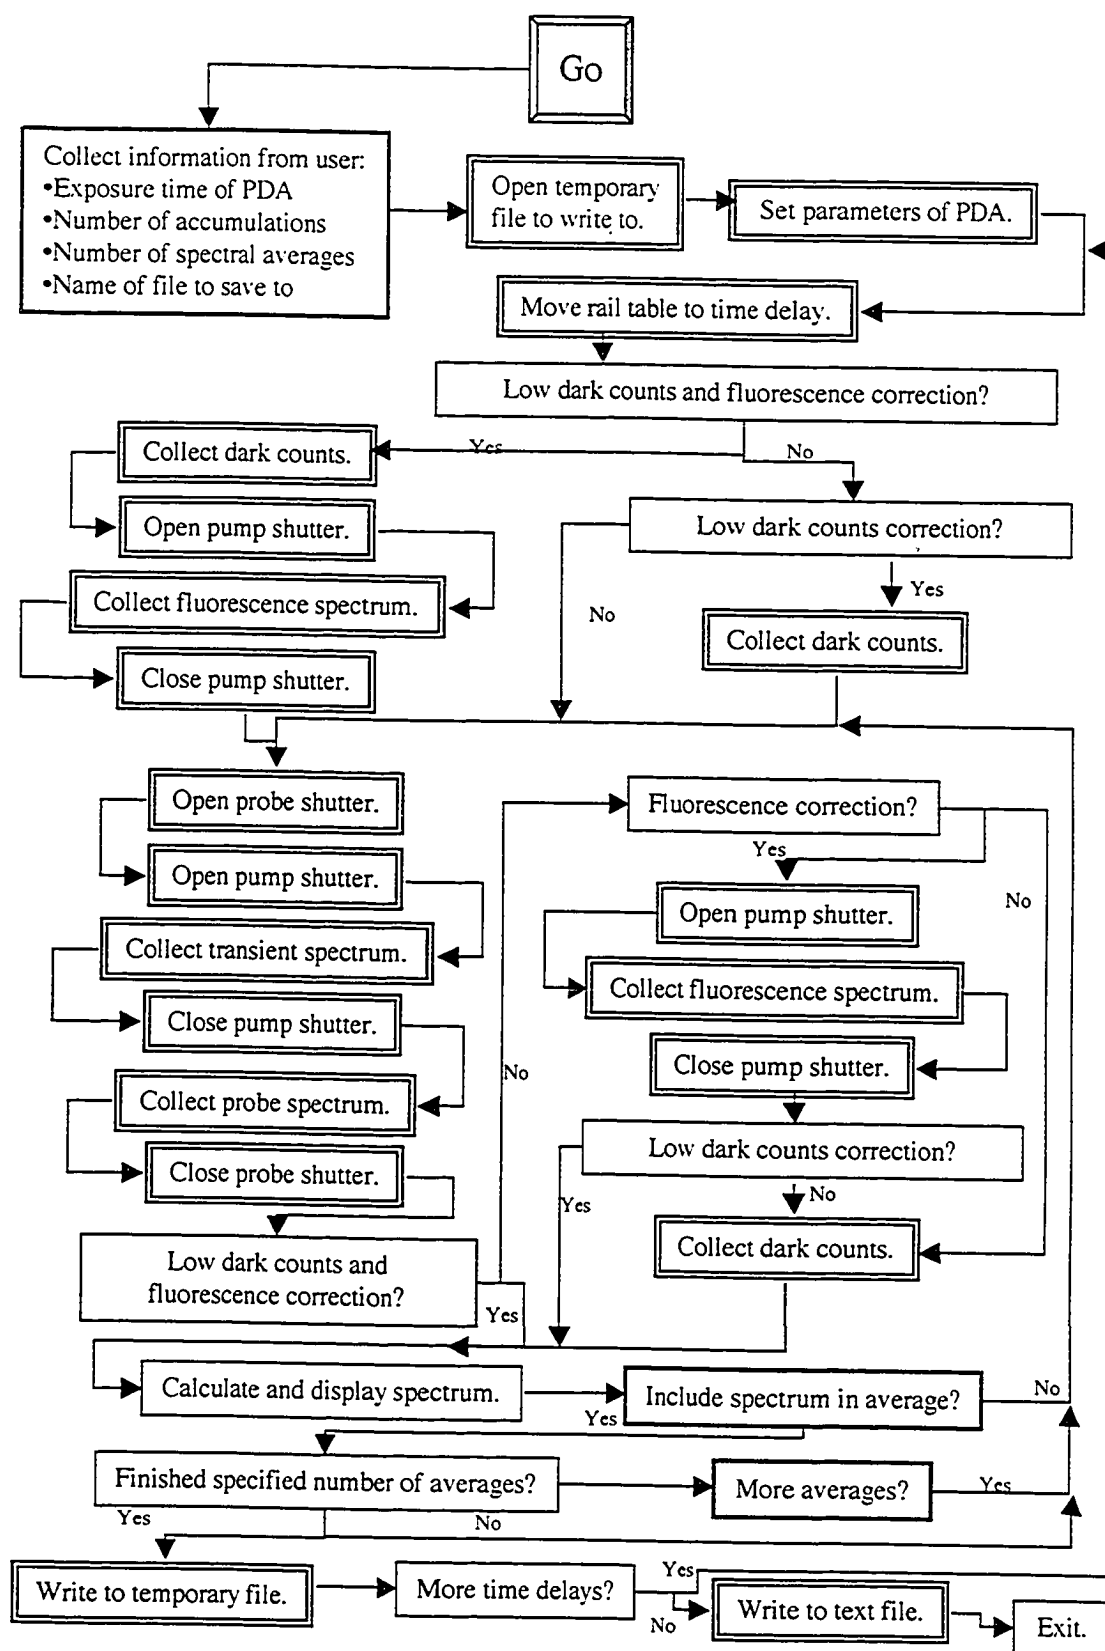 Go
Collect information from user:
•Exposure time of PDA
•Number of accumulations
•Number of spectral averages
•Name of file to save to
Open temporary
file to write to.
Set parameters of PDA.
Move rail table to time delay.
Low dark counts and fluorescence correction?
Yes
No
Collect dark counts.
Open pump shutter.
Collect fluorescence spectrum.
Close pump shutter.
Low dark counts correction?
No
Yes
Collect dark counts.
Open probe shutter.
Open pump shutter.
Collect transient spectrum.
Close pump shutter.
Collect probe spectrum.
Close probe shutter.
Low dark counts and
fluorescence correction?
No
Yes
Fluorescence correction?
Yes
No
Open pump shutter.
Collect fluorescence spectrum.
Close pump shutter.
Low dark counts correction?
Yes
No
Collect dark counts.
Calculate and display spectrum.
Include spectrum in average?
No
Yes
Finished specified number of averages?
More averages?
Yes
Yes
No
Write to temporary file.
More time delays?
Yes
No
Write to text file.
Exit.